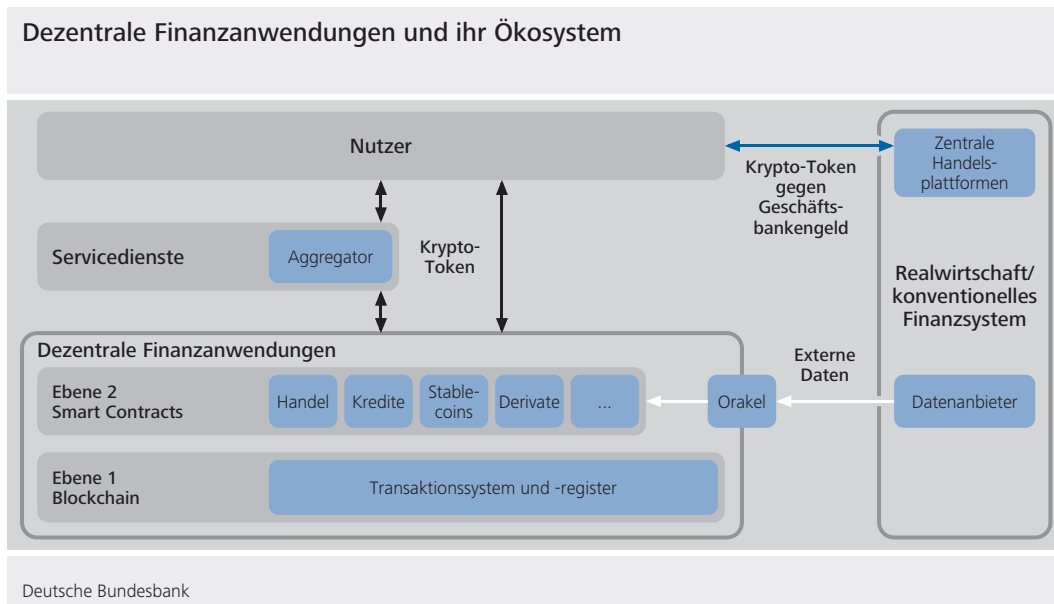 Dezentrale Finanzanwendungen und ihr Ökosystem
Nutzer
Krypto-Token
gegen
Geschäfts-
bankengeld
Zentrale
Handels-
plattformen
Servicedienste
Aggregator
Krypto-
Token
Realwirtschaft/
konventionelles
Finanzsystem
Dezentrale Finanzanwendungen
Ebene 2
Smart Contracts
Handel
Kredite
Stable-
coins
Derivate
...
Orakel
Externe
Daten
Datenanbieter
Ebene 1
Blockchain
Transaktionssystem und -register
Deutsche Bundesbank